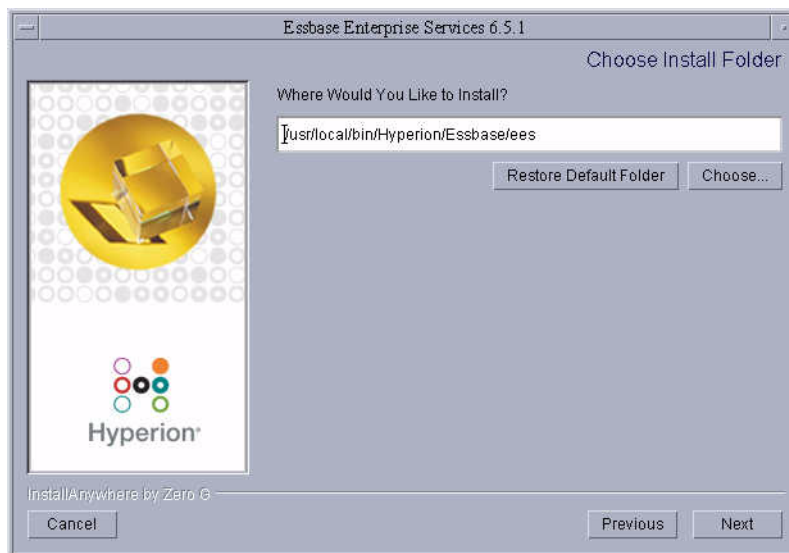 Essbase Enterprise Services 6.5.1
Choose Install Folder
Where Would You Like to Install?
/usr/local/bin/Hyperion/Essbase/ees
Restore Default Folder
Choose...
Hyperion
InstallAnywhere by Zero G
Cancel
Previous
Next